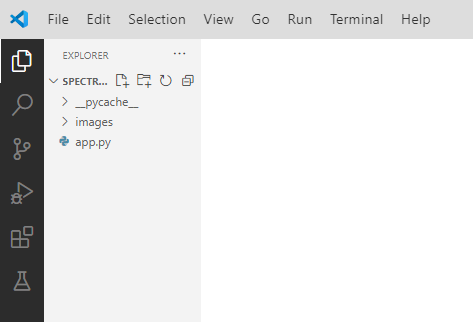 File Edit Selection View Go Run Terminal Help
EXPLORER
SPECTR...
__pycache__
images
app.py